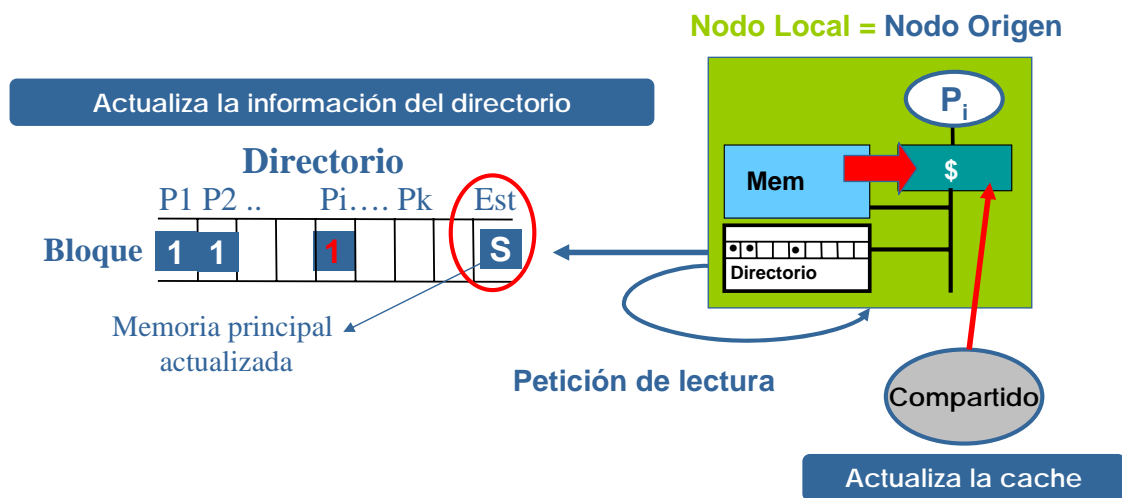 Nodo Local = Nodo Origen
Actualiza la información del directorio
Directorio
P1 P2 .. Pi.... Pk Est
Bloque 1 1 1 S
Memoria principal
actualizada
Pi
Mem
$
Directorio
Petición de lectura
Compartido
Actualiza la cache